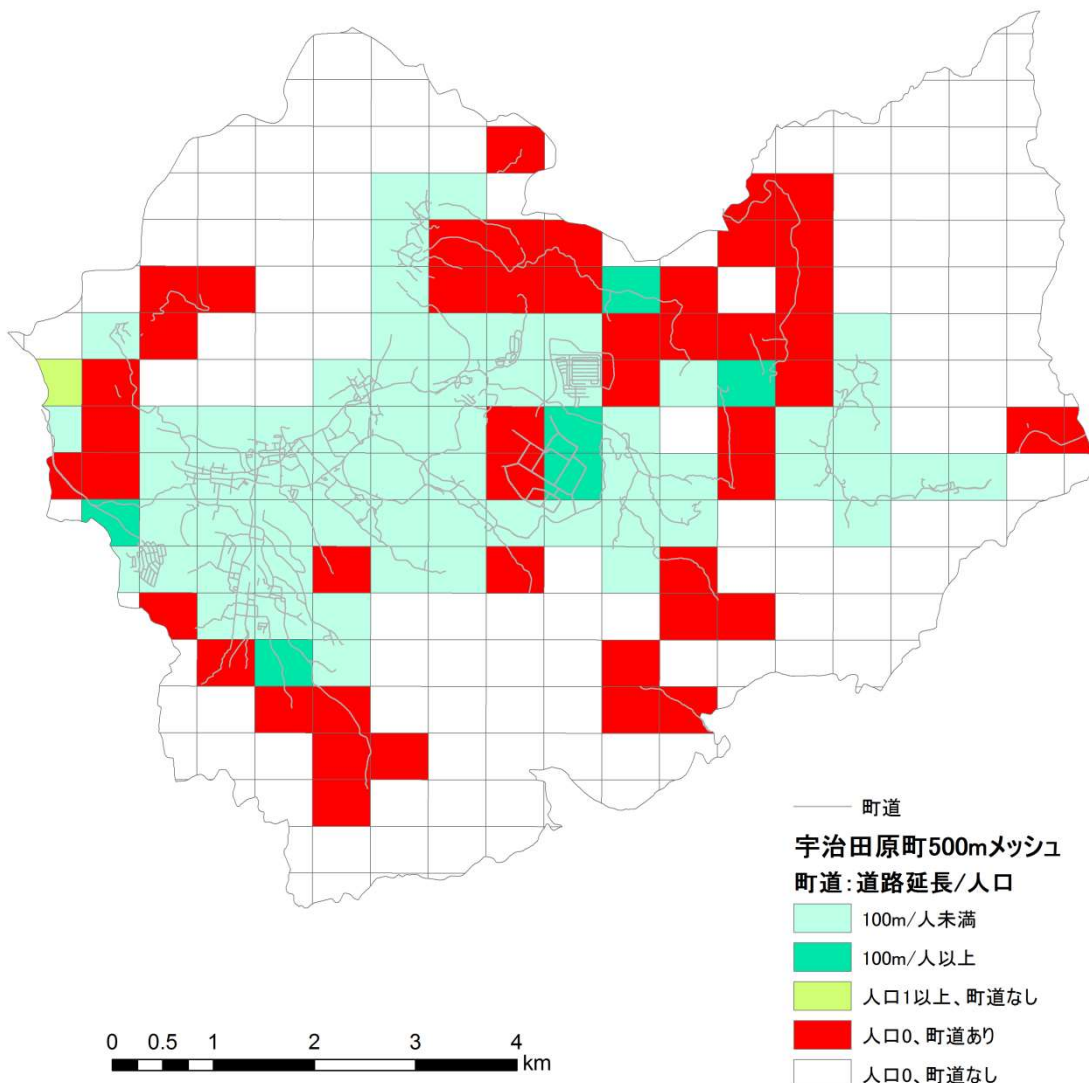 町道
宇治田原町500mメッシュ
町道:道路延長/人口
100m/人未満
100m/人以上
人口1以上、町道なし
人口0、町道あり
人口0、町道なし
0 0.5 1 2 3 4
km